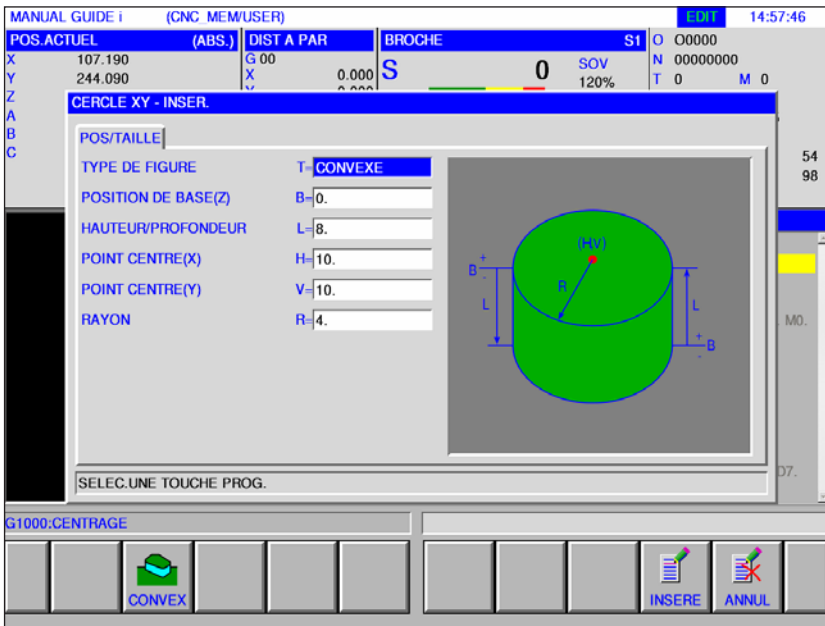 MANUAL GUIDE i (CNC_MEM/USER) EDIT 14:57:46
POS.ACTUEL (ABS.) DIST A PAR BROCHE S1 O O0000
X 107.190 G 00 S 0 SOV N 00000000
Y 244.090 X 0.000 120% T 0 M 0
Z
CERCLE XY - INSER.
A
B
POS/TAILLE
C
54
98
TYPE DE FIGURE T= CONVEXE
POSITION DE BASE(Z) B= 0.
HAUTEUR/PROFONDEUR L= 8.
POINT CENTRE(X) H= 10.
POINT CENTRE(Y) V= 10.
RAYON R= 4.
(H,V)
B + -
R
L
L
+ - B
M0.
D7.
SELEC.UNE TOUCHE PROG.
G1000:CENTRAGE
CONVEX INSERE ANNUL